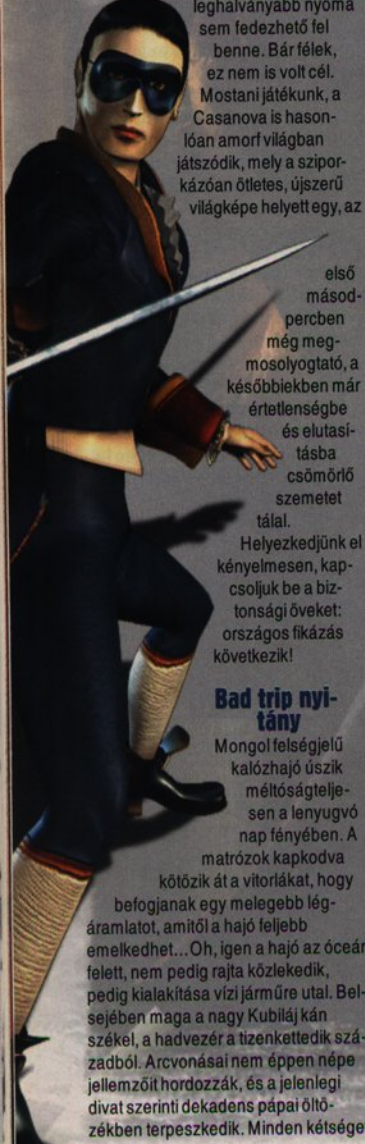 leghalványabb nyoma
sem fedezhető fel
benne. Bár félek,
ez nem is volt cél.
Mostani játékunk, a
Casanova is hason-
lóan amorf világban
játszódik, mely a szipor-
kázóan ötletes, újszerű
világképe helyett egy, az
első
másod-
percben
még meg-
mosolyogtató, a
későbbiekben már
értetlenségbe
és elutasí-
tásba
csömörlő
szemetet
tálal.
Helyezkedjünk el
kényelmesen, kap-
csoljuk be a biz-
tonsági öveket:
országos fikázás
következik!
Bad trip nyi-
tány
Mongol felségjelű
kalózhajó úszik
méltóságtelje-
sen a lenyugvó
nap fényében. A
matrózok kapkodva
kötözik át a vitorlákat, hogy
befogjanak egy melegebb lég-
áramlatot, amitől a hajó feljebb
emelkedhet...Oh, igen a hajó az óceán
felett, nem pedig rajta közlekedik,
pedig kialakítása vízi járműre utal. Bel-
sejében maga a nagy Kubiláj kán
székel, a hadvezér a tizenkettedik szá-
zadból. Arcvonásai nem éppen népe
jellemzőit hordozzák, és a jelenlegi
divat szerinti dekadens pápai öltö-
zékben terpeszkedik. Minden kétsége